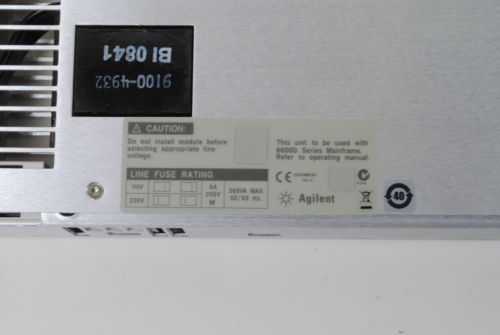 9100-4932
BI 0841
CAUTION:
Do not install module before
selecting appropriate line
voltage.
This unit to be used with
66000 Series Mainframe.
Refer to operating manual.
LINE FUSE RATING
115V
230V
6A
250V
M
360VA MAX
50/60 Hz.
CE
Agilent
40